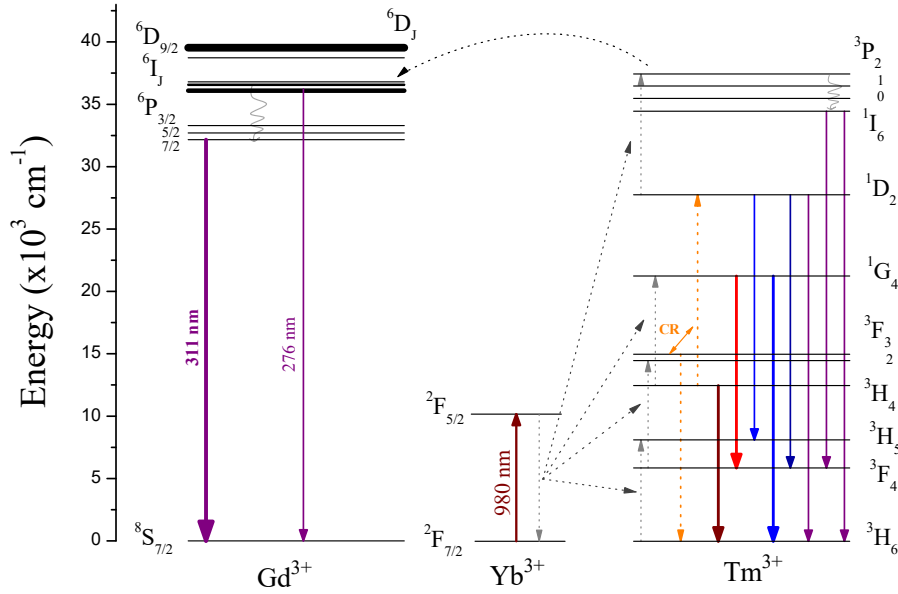 Energy (x10³ cm⁻¹)
40
35
30
25
20
15
10
5
0
⁶D₉/₂
⁶D_J
⁶I_J
⁶P₃/₂
5/2
7/2
311 nm
276 nm
⁸S₇/₂
Gd³⁺
²F₅/₂
980 nm
²F₇/₂
Yb³⁺
³P₂
1
0
¹I₆
¹D₂
¹G₄
CR
³F₃
2
³H₄
³H₅
³F₄
³H₆
Tm³⁺